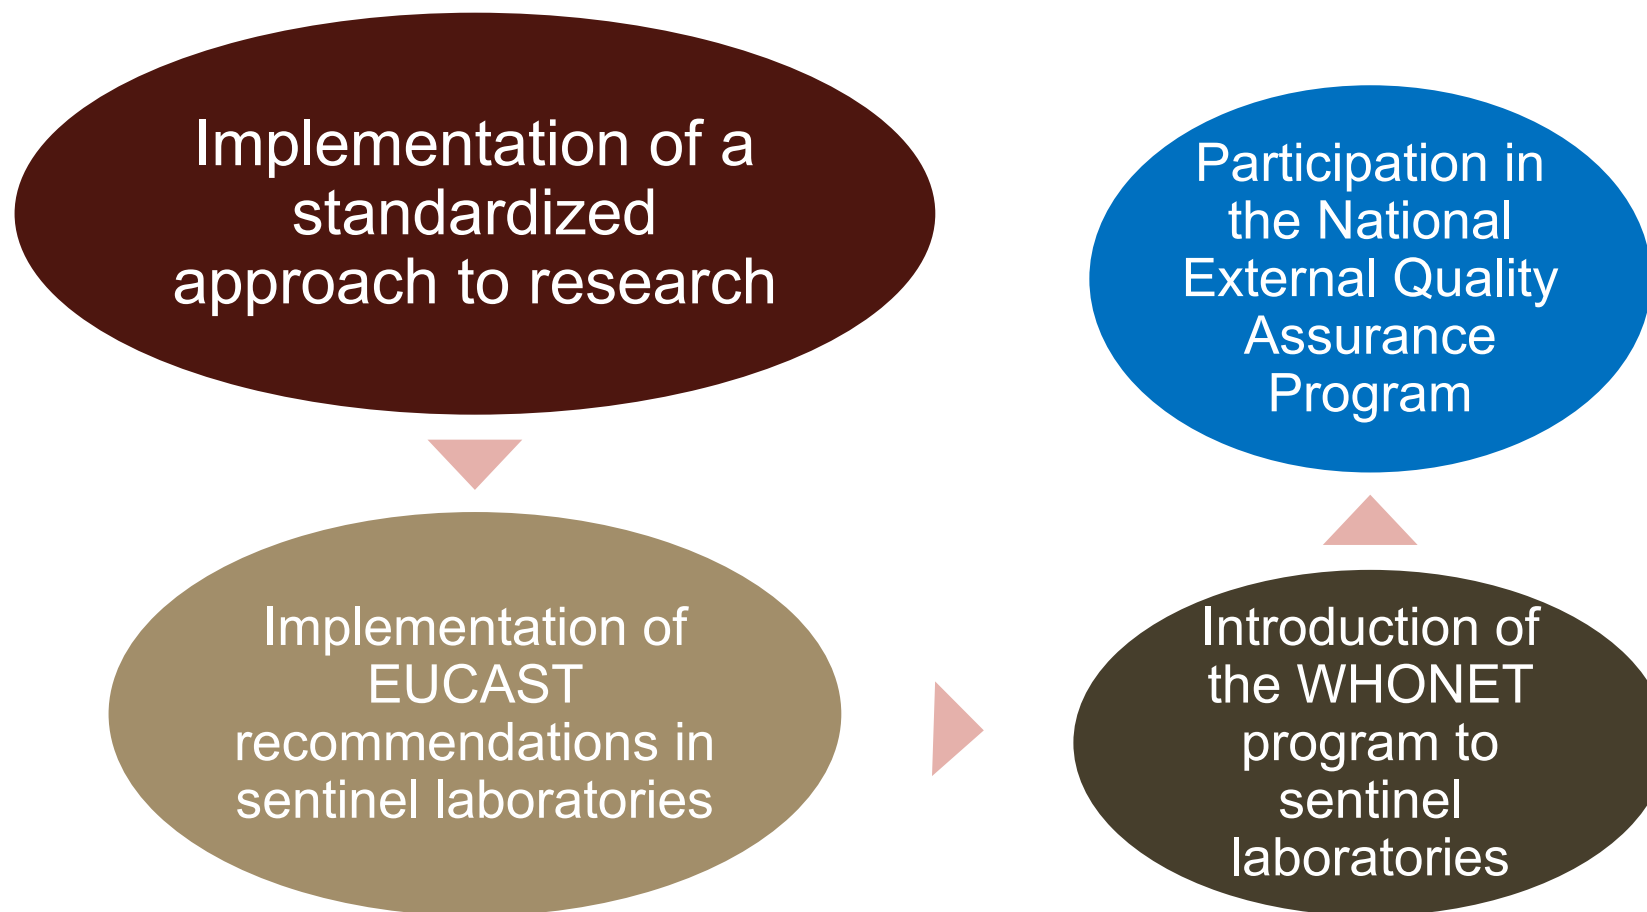 Implementation of a
standardized
approach to research
Implementation of
EUCAST
recommendations in
sentinel laboratories
Introduction of
the WHONET
program to
sentinel
laboratories
Participation in
the National
External Quality
Assurance
Program